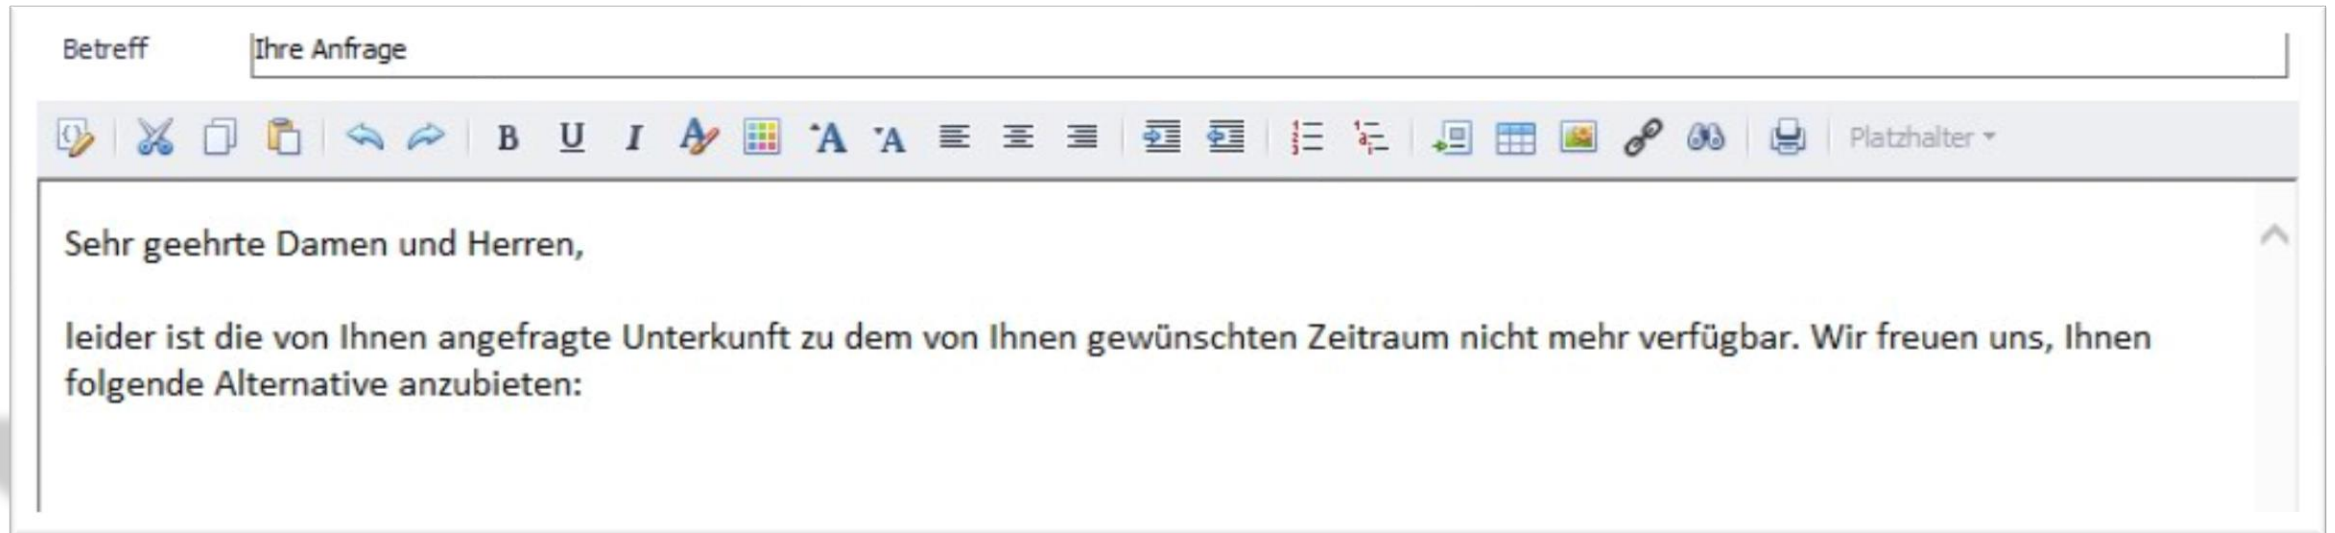 Betreff Ihre Anfrage
B U I A A A Platzhalter
Sehr geehrte Damen und Herren,
leider ist die von Ihnen angefragte Unterkunft zu dem von Ihnen gewünschten Zeitraum nicht mehr verfügbar. Wir freuen uns, Ihnen
folgende Alternative anzubieten: